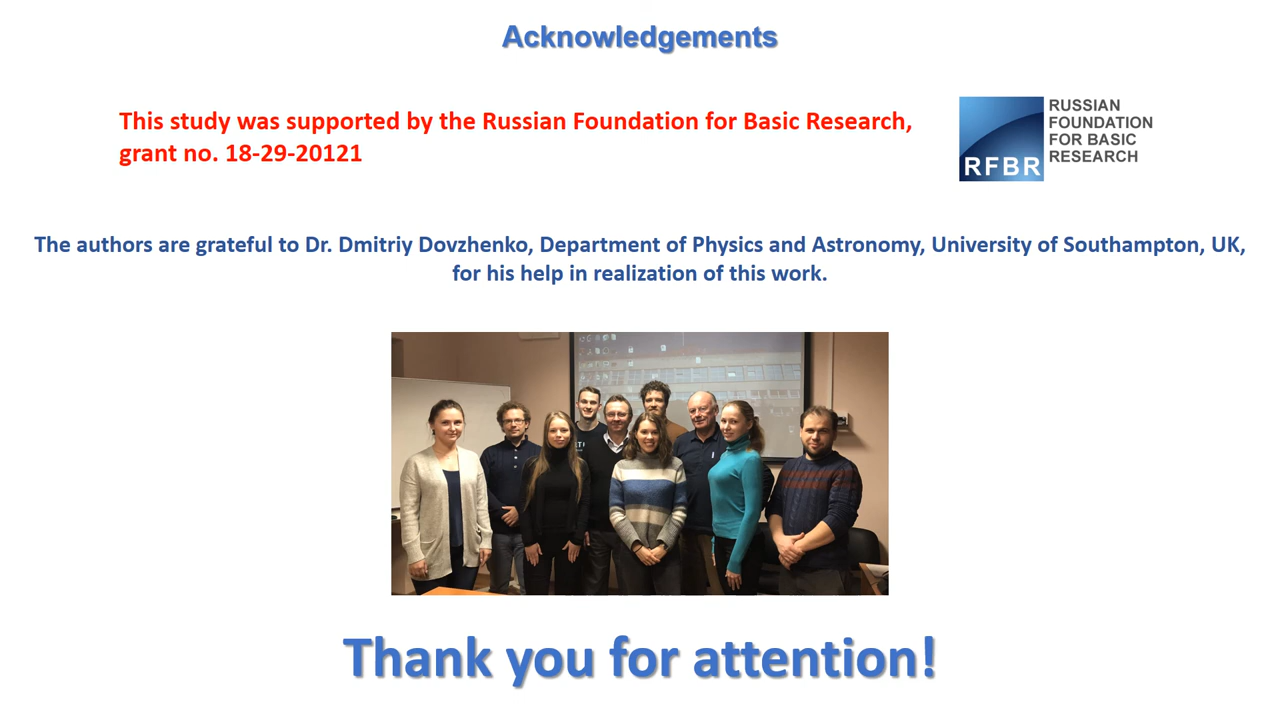 Acknowledgements
This study was supported by the Russian Foundation for Basic Research,
grant no. 18-29-20121
RFBR
RUSSIAN
FOUNDATION
FOR BASIC
RESEARCH
The authors are grateful to Dr. Dmitriy Dovzhenko, Department of Physics and Astronomy, University of Southampton, UK,
for his help in realization of this work.
Thank you for attention!